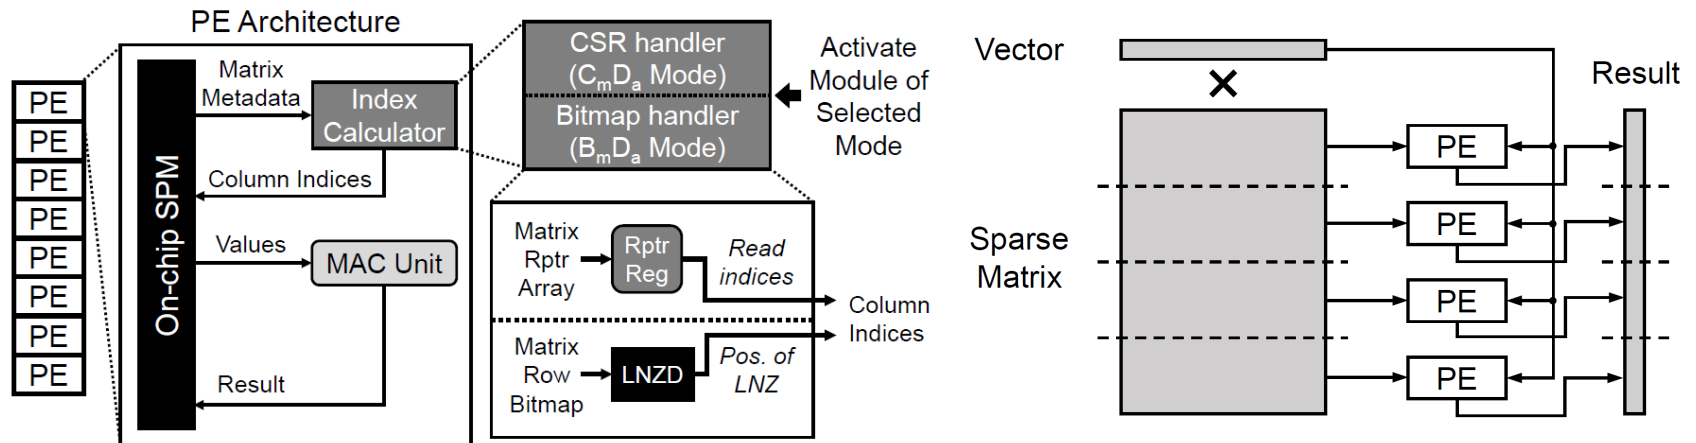 PE Architecture
PE
PE
PE
PE
PE
PE
PE
PE
On-chip SPM
Matrix
Metadata
Index
Calculator
Column Indices
Values
MAC Unit
Result
CSR handler
(CmDa Mode)
Bitmap handler
(BmDa Mode)
Activate
Module of
Selected
Mode
Matrix
Rptr
Array
Rptr
Reg
Read
indices
Matrix
Row
Bitmap
LNZD
Pos. of
LNZ
Column
Indices
Vector
×
Sparse
Matrix
PE
PE
PE
PE
Result